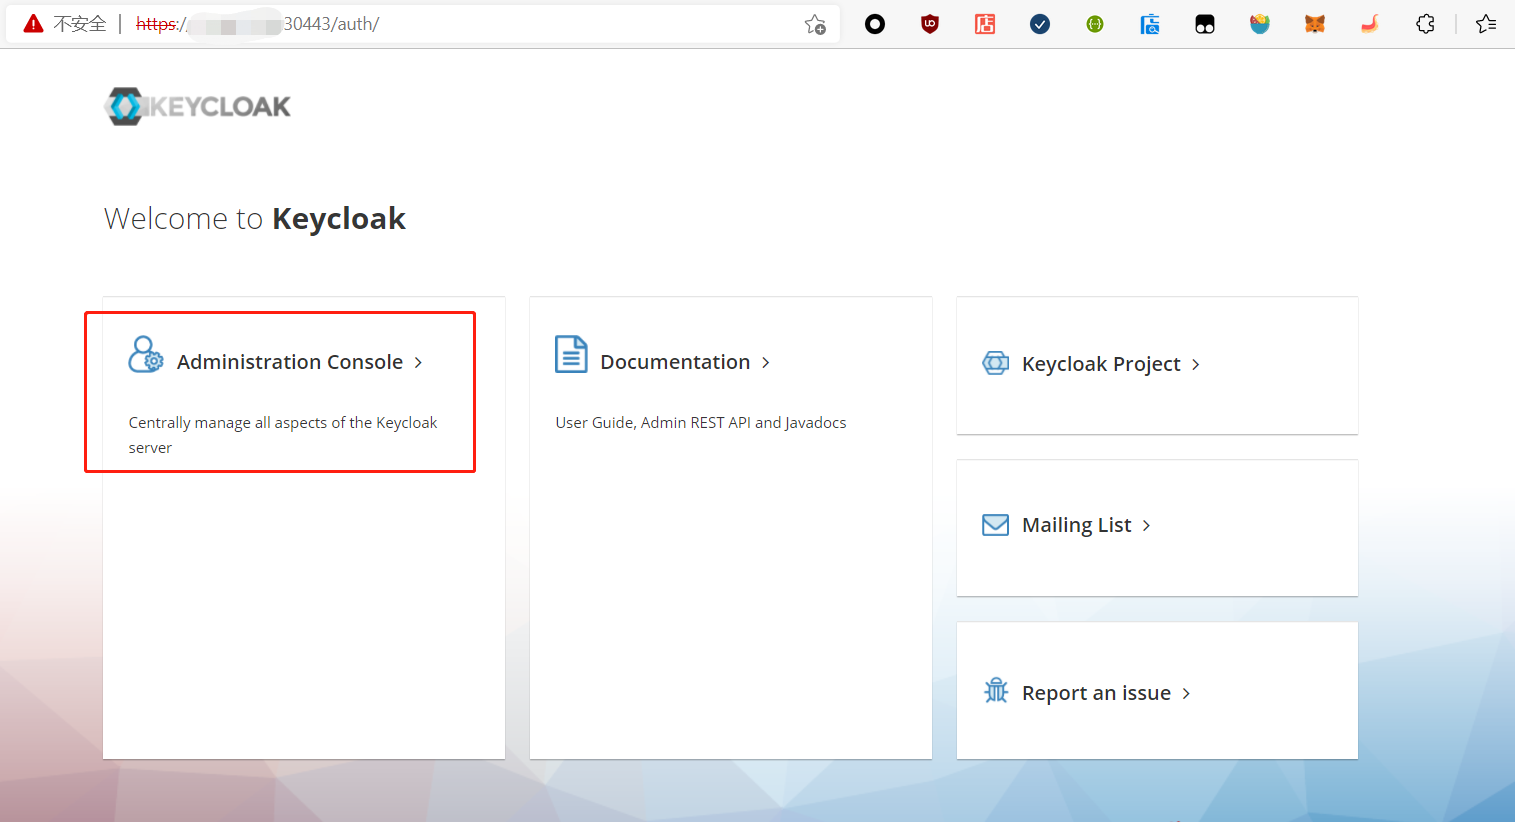 不安全 | https:/ 30443/auth/
KEYCLOAK
Welcome to Keycloak
Administration Console
Centrally manage all aspects of the Keycloak
server
Documentation
User Guide, Admin REST API and Javadocs
Keycloak Project
Mailing List
Report an issue